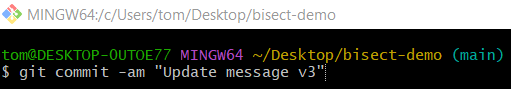 MINGW64:/c/Users/tom/Desktop/bisect-demo
tom@DESKTOP-OUTOE77 MINGW64 ~/Desktop/bisect-demo (main)
$ git commit -am "Update message v3"